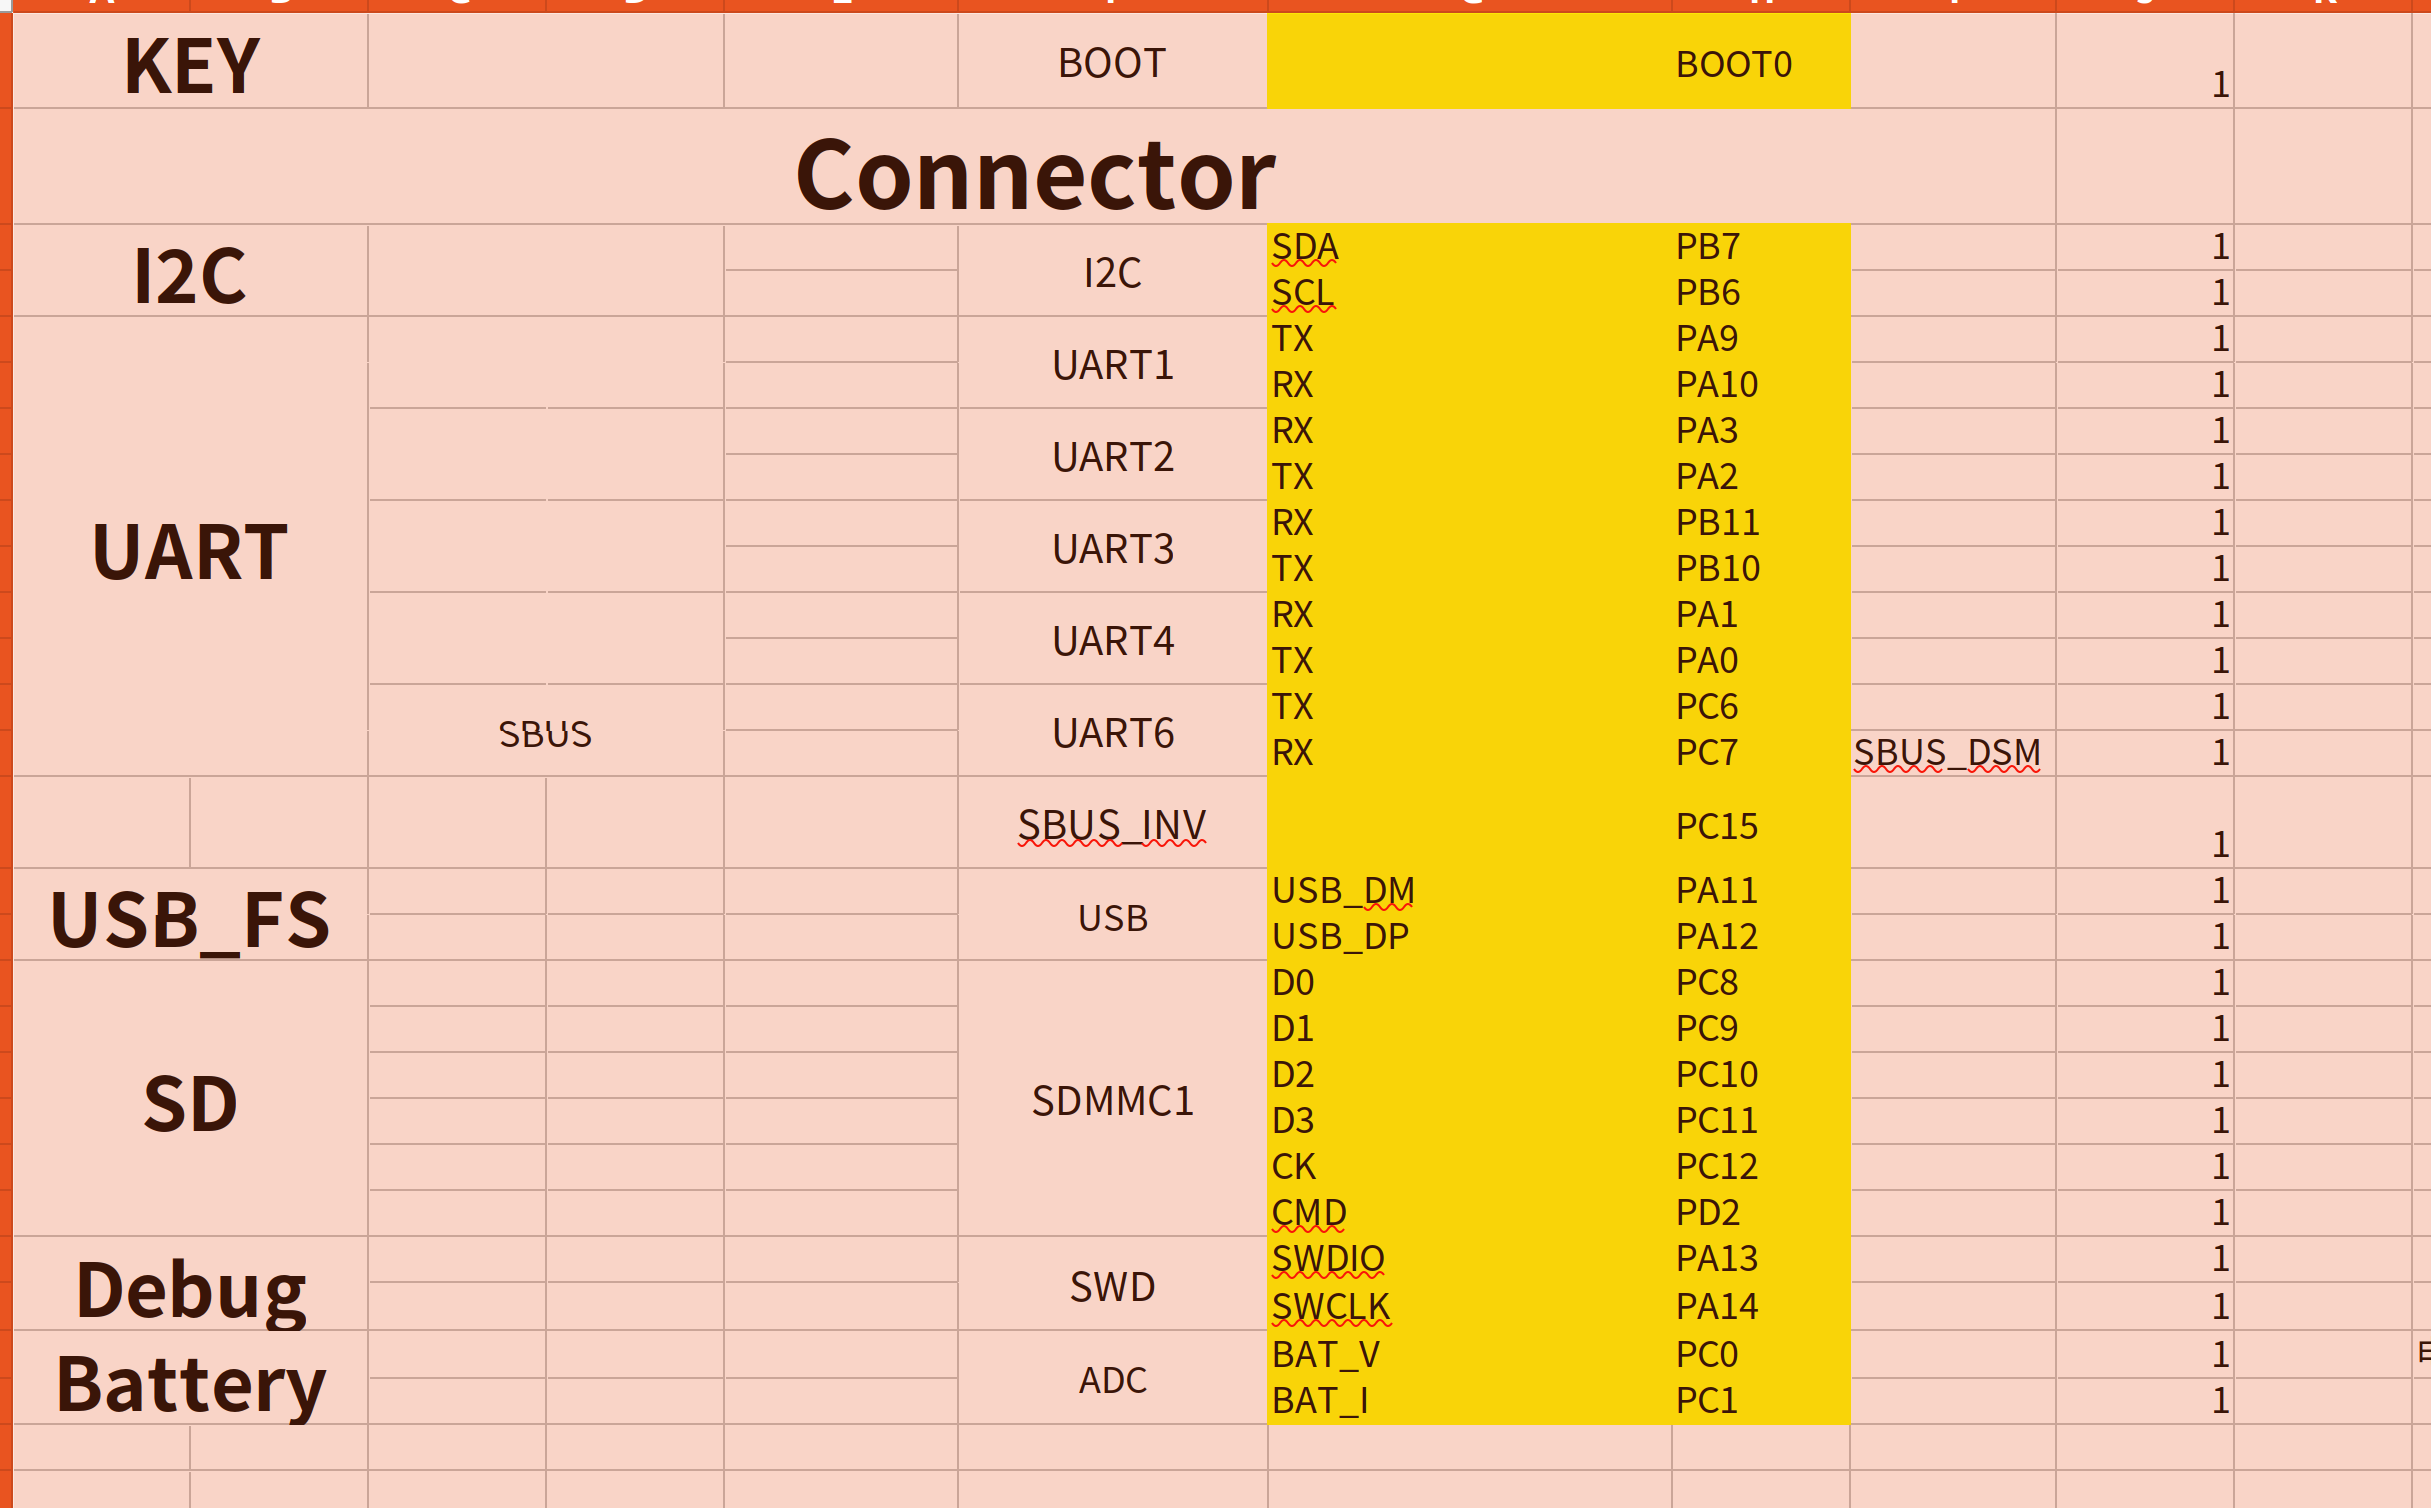 KEY BOOT BOOT0 1
Connector
I2C I2C SDA PB7 1
SCL PB6 1
UART UART1 TX PA9 1
RX PA10 1
UART2 RX PA3 1
TX PA2 1
UART3 RX PB11 1
TX PB10 1
UART4 RX PA1 1
TX PA0 1
SBUS UART6 TX PC6 1
RX PC7 SBUS_DSM 1
SBUS_INV PC15 1
USB_FS USB USB_DM PA11 1
USB_DP PA12 1
SD SDMMC1 D0 PC8 1
D1 PC9 1
D2 PC10 1
D3 PC11 1
CK PC12 1
CMD PD2 1
Debug SWD SWDIO PA13 1
SWCLK PA14 1
Battery ADC BAT_V PC0 1
BAT_I PC1 1